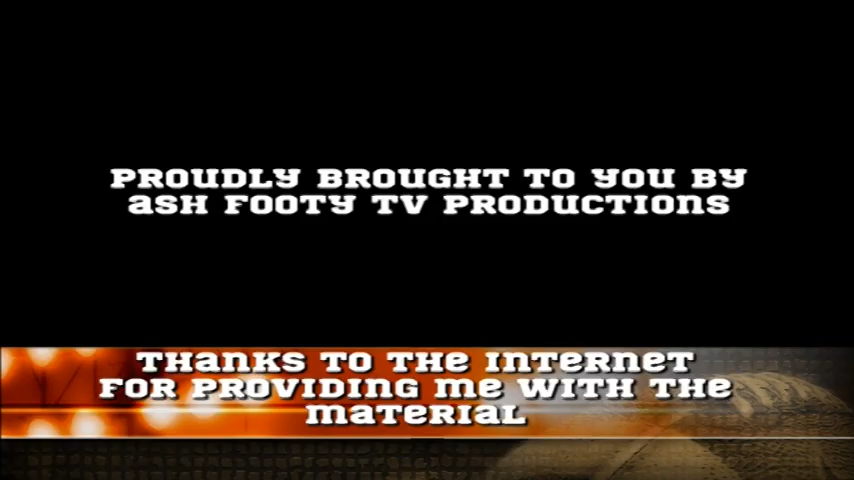 PROUDLY BROUGHT TO YOU BY
ASH FOOTY TV PRODUCTIONS
THANKS TO THE INTERNET
FOR PROVIDING ME WITH THE
MATERIAL